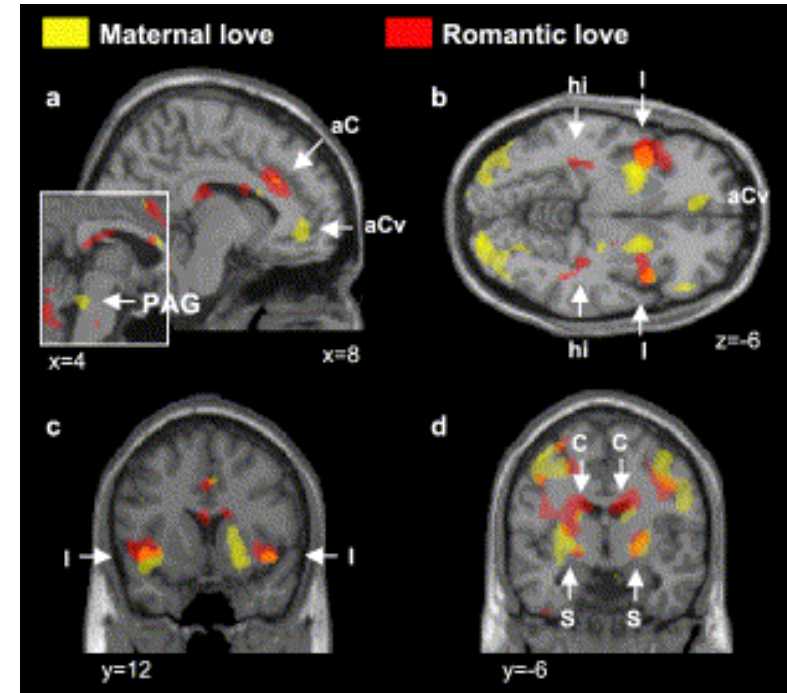 Maternal love
Romantic love
a
aC
aCv
PAG
x=4
x=8
b
hi
I
aCv
hi
I
z=-6
c
I
I
y=12
d
C
C
S
S
y=-6